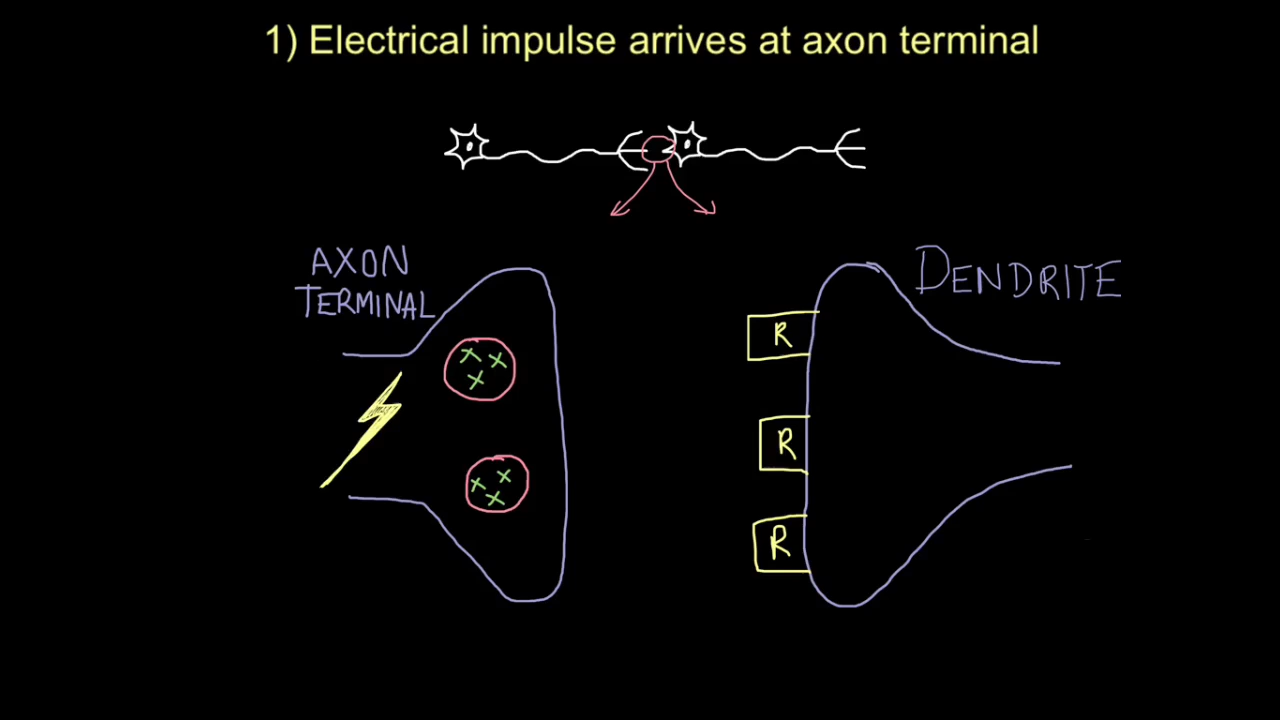 1) Electrical impulse arrives at axon terminal
AXON
TERMINAL
DENDRITE
R
R
R